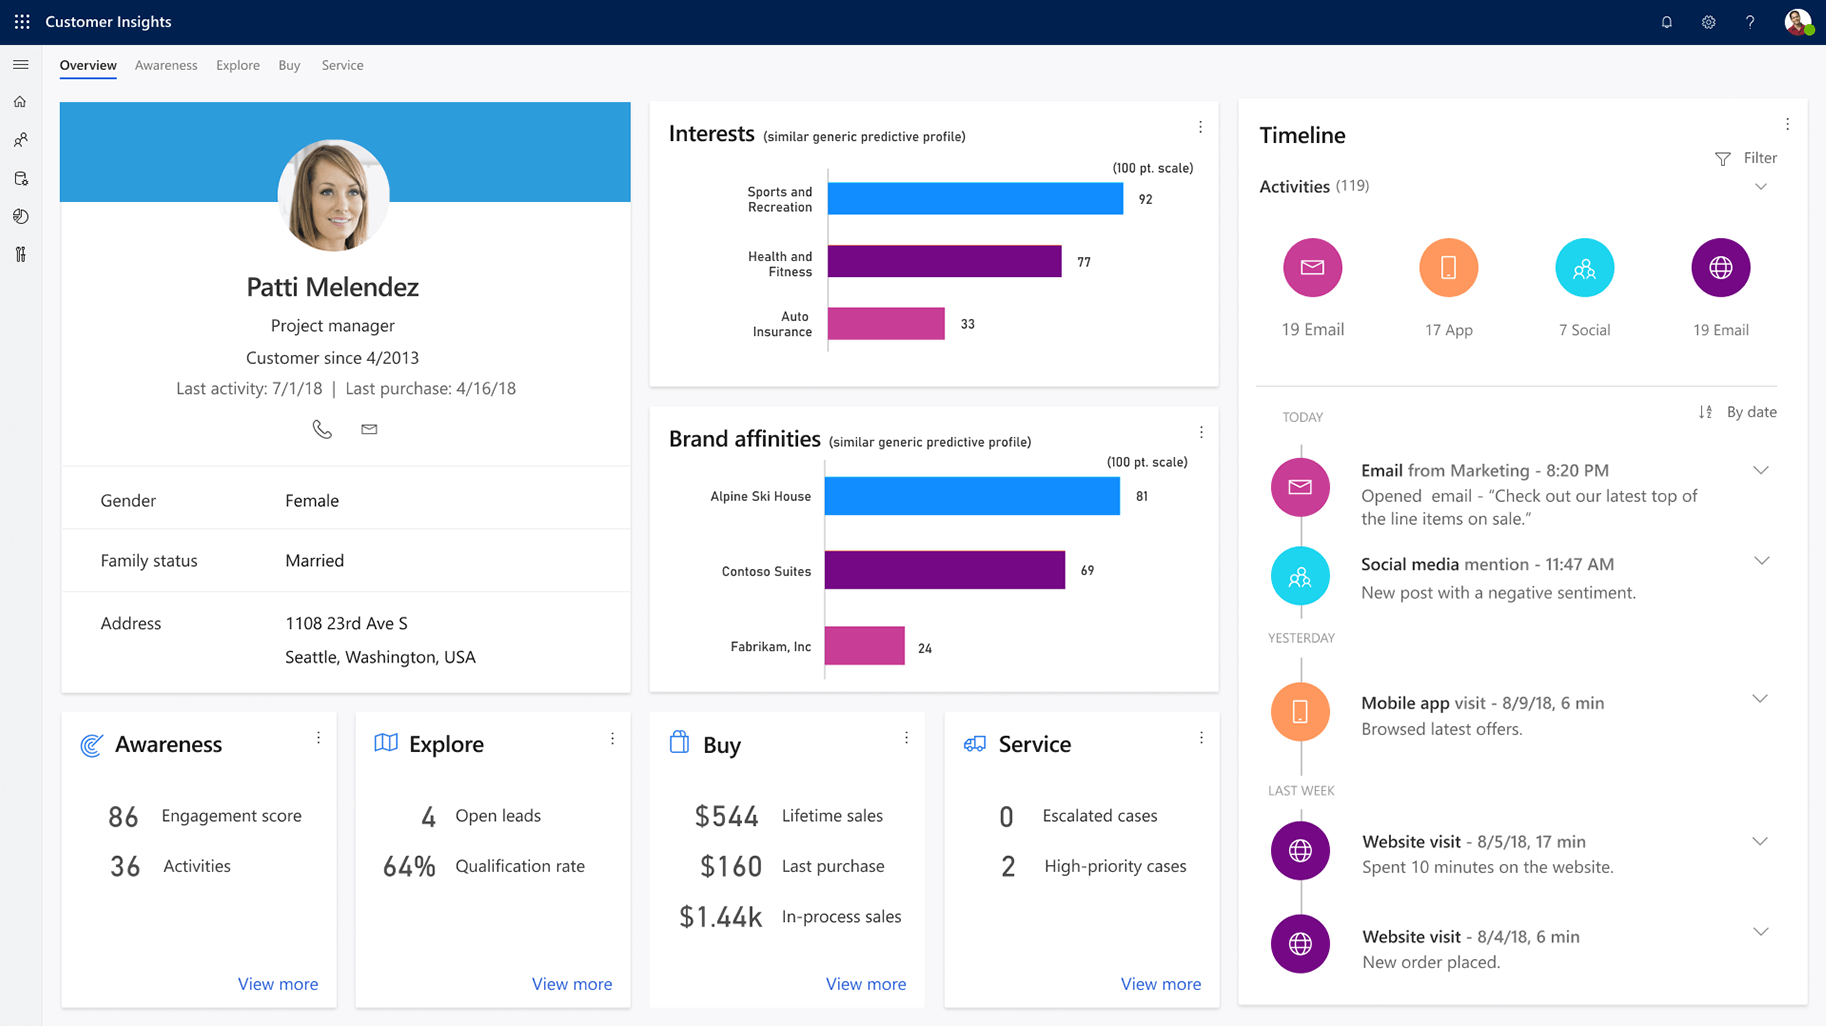 Customer Insights
?
Overview
Awareness
Explore
Buy
Service
Patti Melendez
Project manager
Customer since 4/2013
Last activity: 7/1/18 | Last purchase: 4/16/18
Gender
Female
Family status
Married
Address
1108 23rd Ave S
Seattle, Washington, USA
Interests (similar generic predictive profile)
(100 pt. scale)
Sports and
Recreation
92
Health and
Fitness
77
Auto
Insurance
33
Brand affinities (similar generic predictive profile)
(100 pt. scale)
Alpine Ski House
81
Contoso Suites
69
Fabrikam, Inc
24
Awareness
86 Engagement score
36 Activities
View more
Explore
4 Open leads
64% Qualification rate
View more
Buy
$544 Lifetime sales
$160 Last purchase
$1.44k In-process sales
View more
Service
0 Escalated cases
2 High-priority cases
View more
Timeline
Filter
Activities (119)
19 Email
17 App
7 Social
19 Email
TODAY
By date
Email from Marketing - 8:20 PM
Opened email - “Check out our latest top of
the line items on sale.”
Social media mention - 11:47 AM
New post with a negative sentiment.
YESTERDAY
Mobile app visit - 8/9/18, 6 min
Browsed latest offers.
LAST WEEK
Website visit - 8/5/18, 17 min
Spent 10 minutes on the website.
Website visit - 8/4/18, 6 min
New order placed.